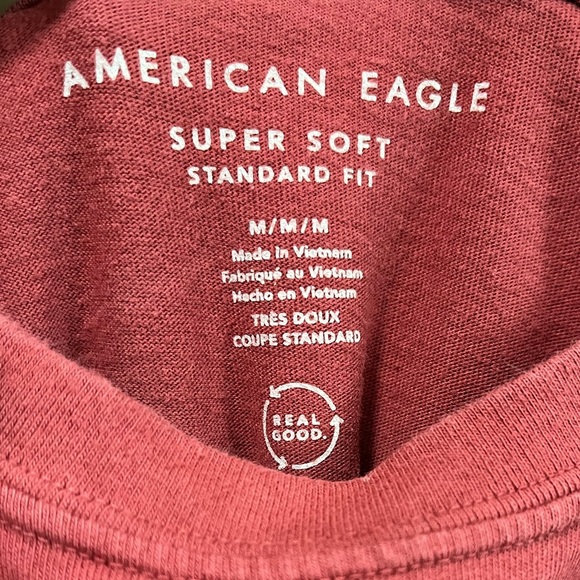 AMERICAN EAGLE
SUPER SOFT
STANDARD FIT
M/M/M
Made in Vietnam
Fabriqué au Vietnam
Hecho en Vietnam
TRÈS DOUX
COUPE STANDARD
REAL
GOOD.